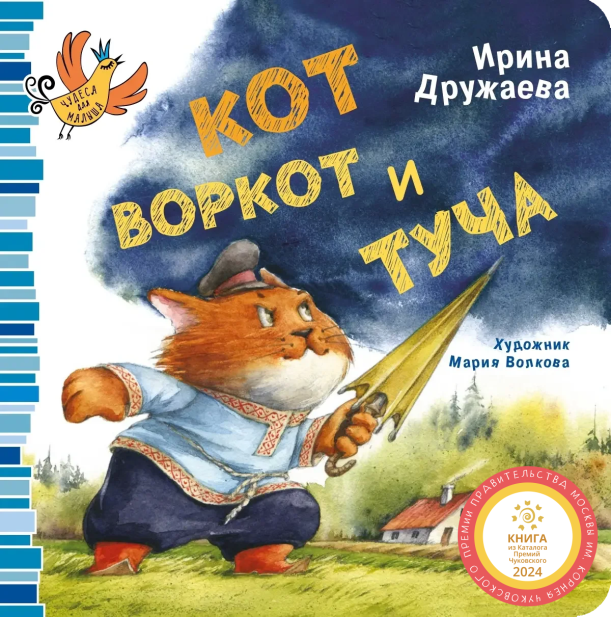 ЧУДЕСА
ДЛЯ
МАЛЫША
Ирина
Дружаева
КОТ
ВОРКОТ И
ТУЧА
Художник
Мария Волкова
ПРЕМИИ ПРАВИТЕЛЬСТВА МОСКВЫ ИМ. КОРНЕЯ ЧУКОВСКОГО
КНИГА
из Каталога
Премий
Чуковского
2024